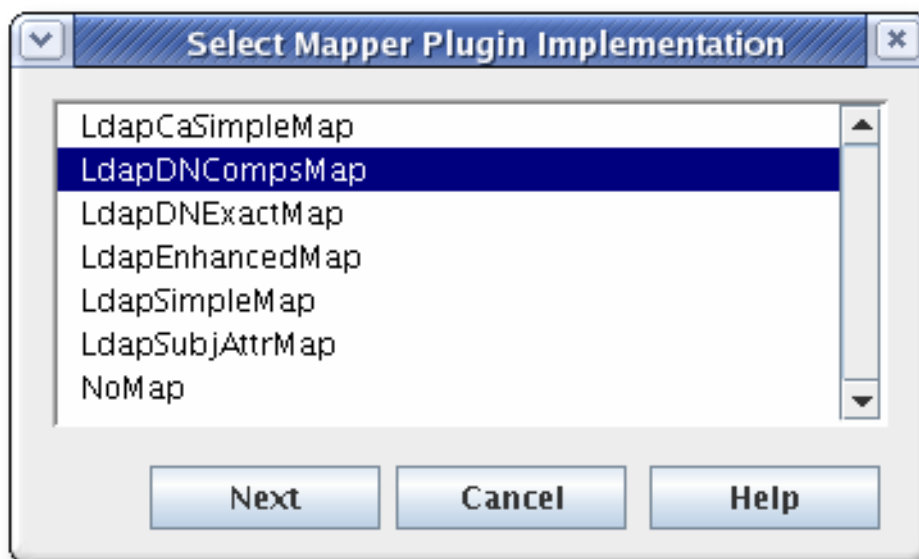 Select Mapper Plugin Implementation
LdapCaSimpleMap
LdapDNCompsMap
LdapDNExactMap
LdapEnhancedMap
LdapSimpleMap
LdapSubjAttrMap
NoMap
Next Cancel Help